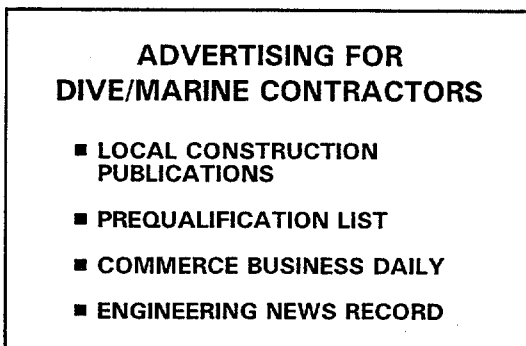 ADVERTISING FOR
DIVE/MARINE CONTRACTORS
■ LOCAL CONSTRUCTION
PUBLICATIONS
■ PREQUALIFICATION LIST
■ COMMERCE BUSINESS DAILY
■ ENGINEERING NEWS RECORD